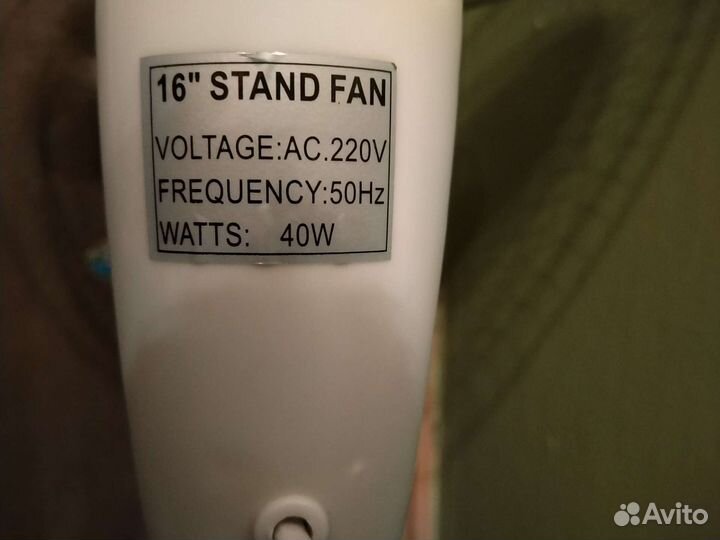 16" STAND FAN
VOLTAGE:AC.220V
FREQUENCY:50Hz
WATTS: 40W
Avito